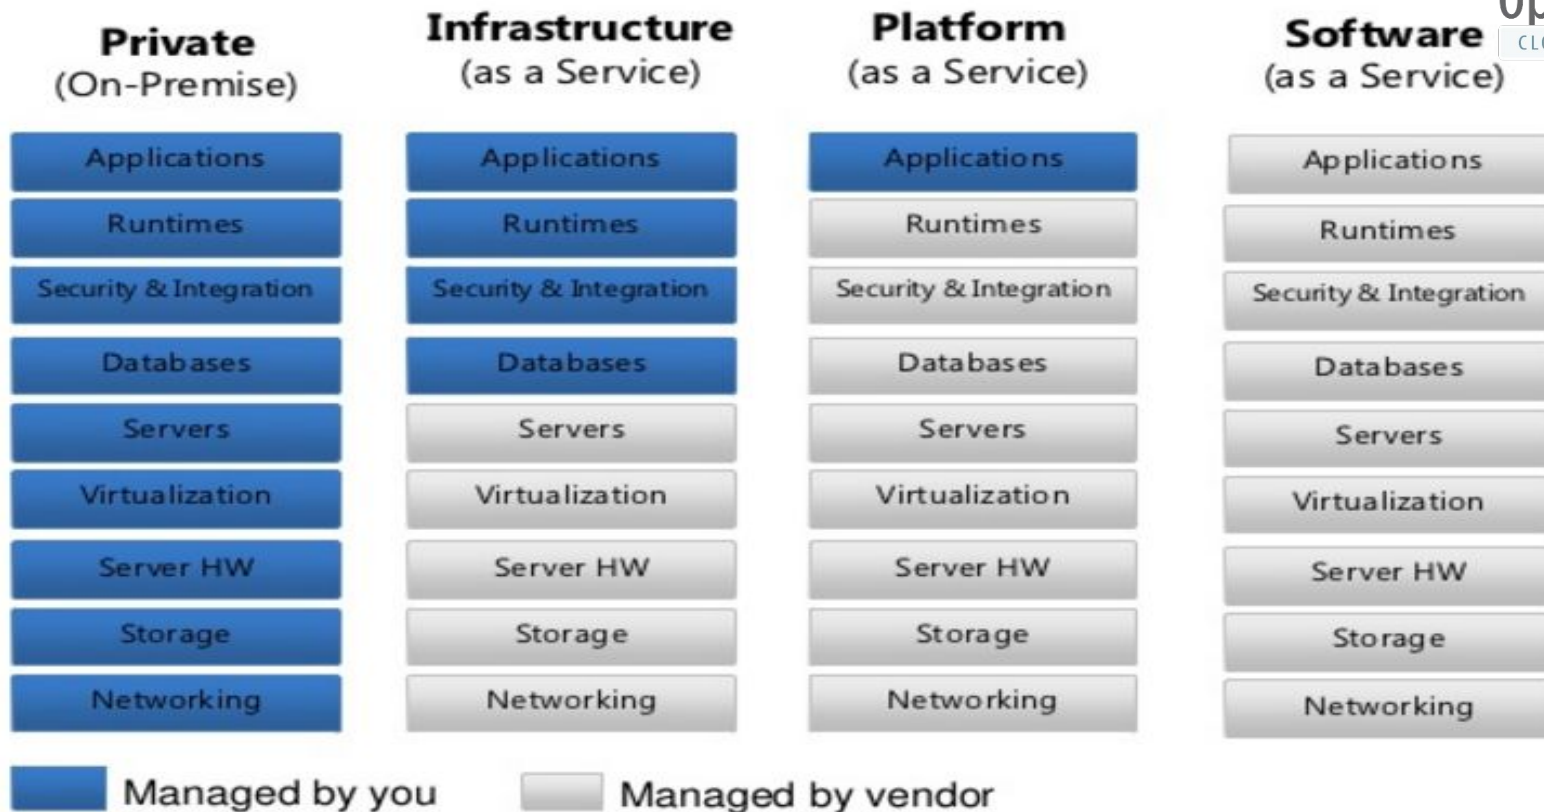 Private
(On-Premise)
Applications
Runtimes
Security & Integration
Databases
Servers
Virtualization
Server HW
Storage
Networking
Infrastructure
(as a Service)
Applications
Runtimes
Security & Integration
Databases
Servers
Virtualization
Server HW
Storage
Networking
Platform
(as a Service)
Applications
Runtimes
Security & Integration
Databases
Servers
Virtualization
Server HW
Storage
Networking
Software
(as a Service)
Applications
Runtimes
Security & Integration
Databases
Servers
Virtualization
Server HW
Storage
Networking
Managed by you
Managed by vendor